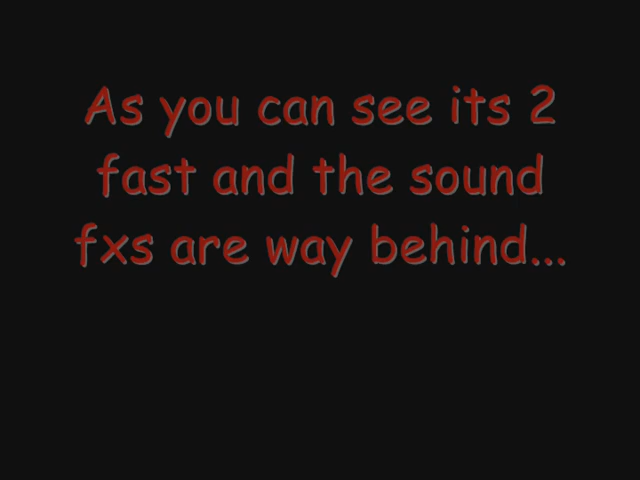 As you can see its 2
fast and the sound
fxs are way behind...